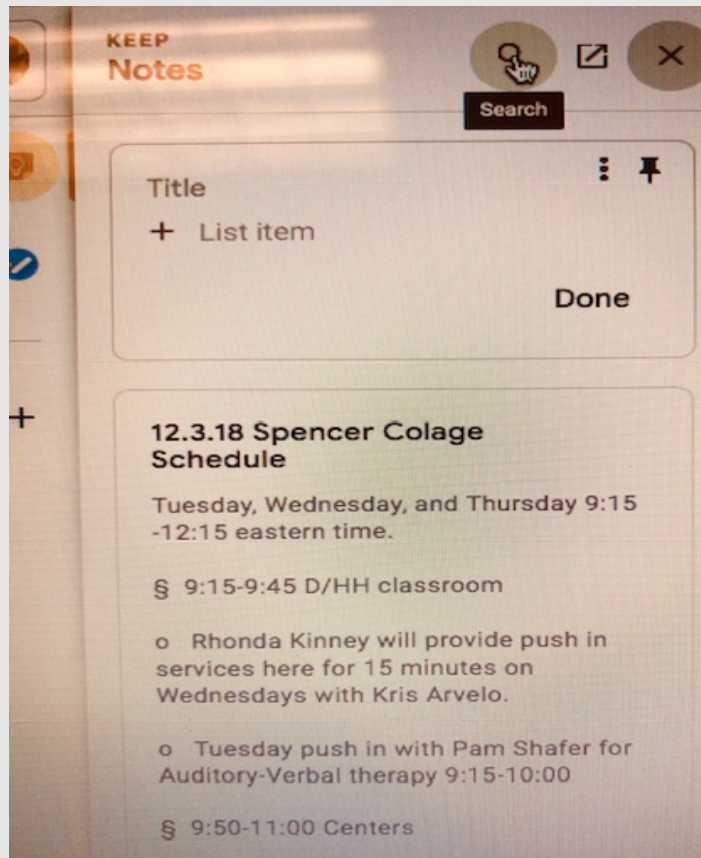 KEEP
Notes
Search
Title
+ List item
Done
12.3.18 Spencer Colage
Schedule
Tuesday, Wednesday, and Thursday 9:15
-12:15 eastern time.
§ 9:15-9:45 D/HH classroom
o Rhonda Kinney will provide push in
services here for 15 minutes on
Wednesdays with Kris Arvelo.
o Tuesday push in with Pam Shafer for
Auditory-Verbal therapy 9:15-10:00
§ 9:50-11:00 Centers